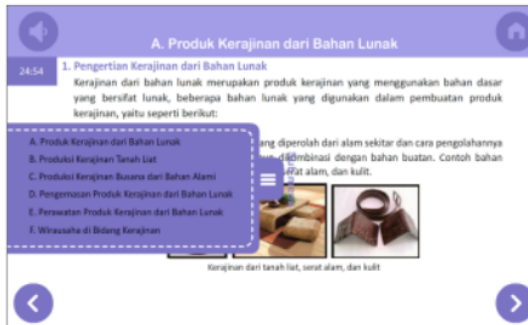 A. Produk Kerajinan dari Bahan Lunak
24:54
1. Pengertian Kerajinan dari Bahan Lunak
Kerajinan dari bahan lunak merupakan produk kerajinan yang menggunakan bahan dasar
yang bersifat lunak, beberapa bahan lunak yang digunakan dalam pembuatan produk
kerajinan, yaitu seperti berikut:
ang diperolah dari alam sekitar dan cara pengolahannya
dikombinasi dengan bahan buatan. Contoh bahan
rat alam, dan kulit.
A. Produk Kerajinan dari Bahan Lunak
B. Produksi Kerajinan Tanah Liat
C. Produksi Kerajinan Busana dari Bahan Alami
D. Pengemasan Produk Kerajinan dari Bahan Lunak
E. Perawatan Produk Kerajinan dari Bahan Lunak
F. Wirausaha di Bidang Kerajinan
Kerajinan dari tanah liat, serat alam, dan kulit